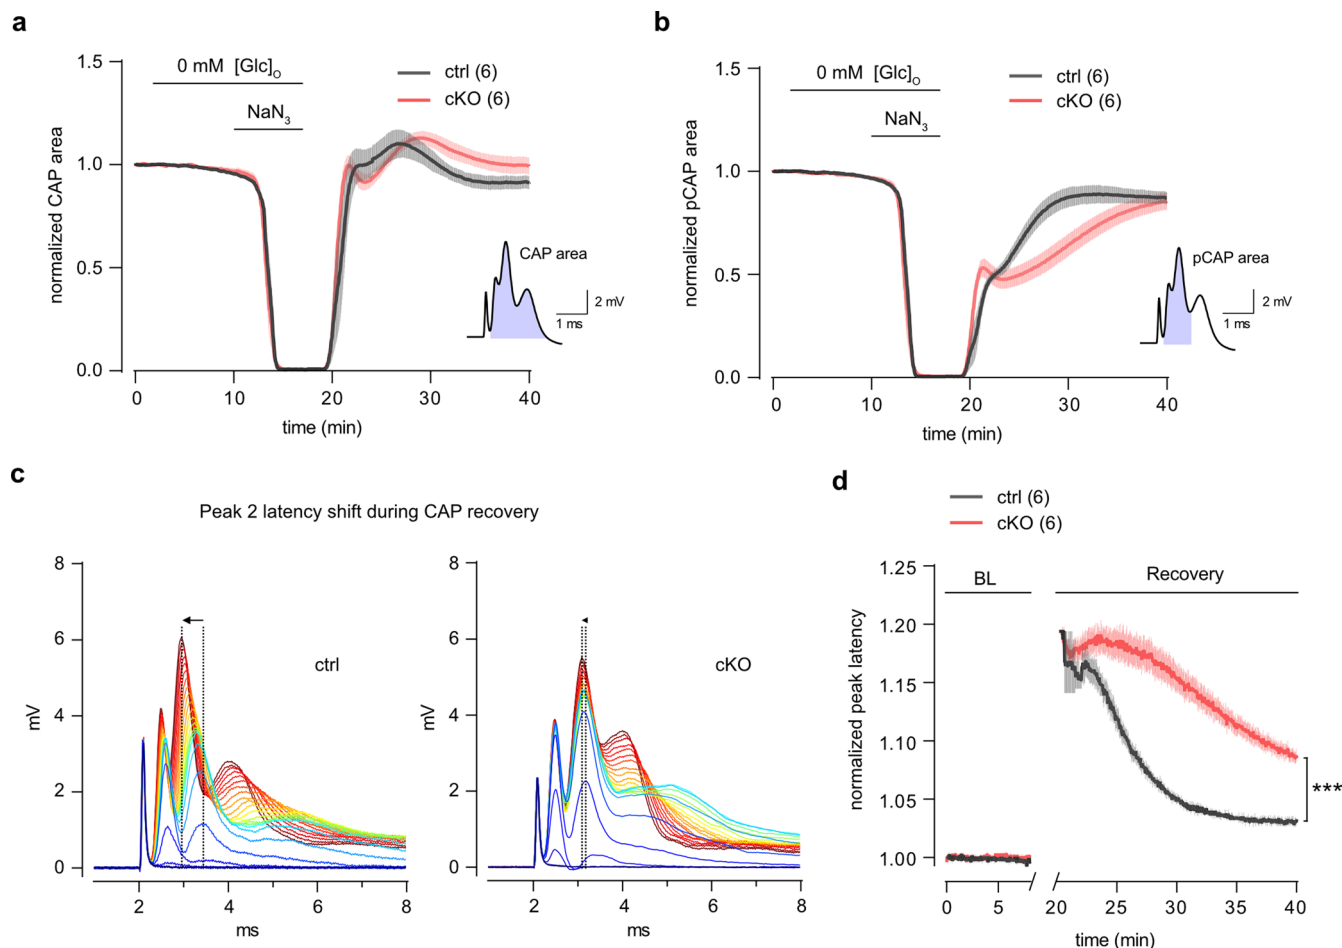 a
1.5
1.0
0.5
0.0
normalized CAP area
0 mM [Glc]O
NaN3
ctrl (6)
cKO (6)
CAP area
2 mV
1 ms
0 10 20 30 40
time (min)
b
1.5
1.0
0.5
0.0
normalized pCAP area
0 mM [Glc]O
NaN3
ctrl (6)
cKO (6)
pCAP area
2 mV
1 ms
0 10 20 30 40
time (min)
c
Peak 2 latency shift during CAP recovery
8
6
4
2
0
mV
ctrl
2 4 6 8
ms
8
6
4
2
0
mV
cKO
2 4 6 8
ms
d
ctrl (6)
cKO (6)
1.25
1.20
1.15
1.10
1.05
1.00
normalized peak latency
BL
Recovery
***
0 5 20 25 30 35 40
time (min)